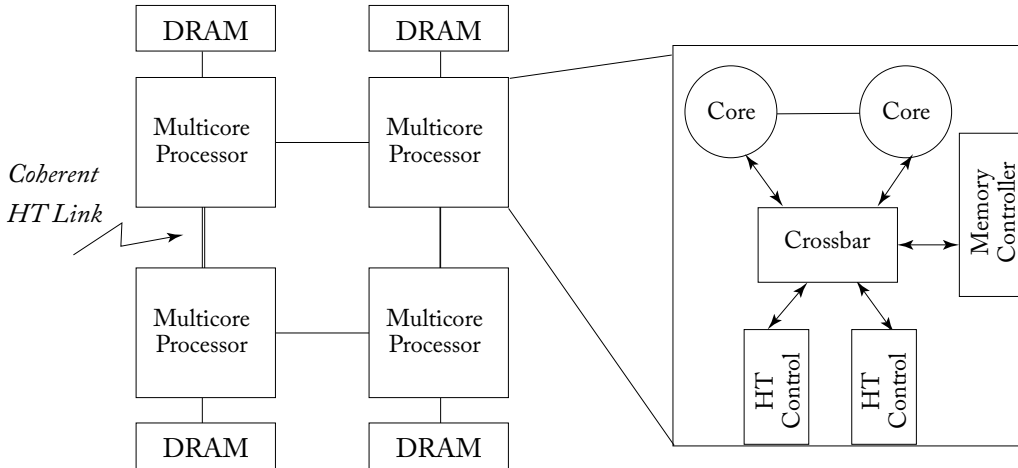 DRAM
DRAM
Multicore
Processor
Multicore
Processor
Coherent
HT Link
Multicore
Processor
Multicore
Processor
DRAM
DRAM
Core
Core
Memory
Controller
Crossbar
HT
Control
HT
Control